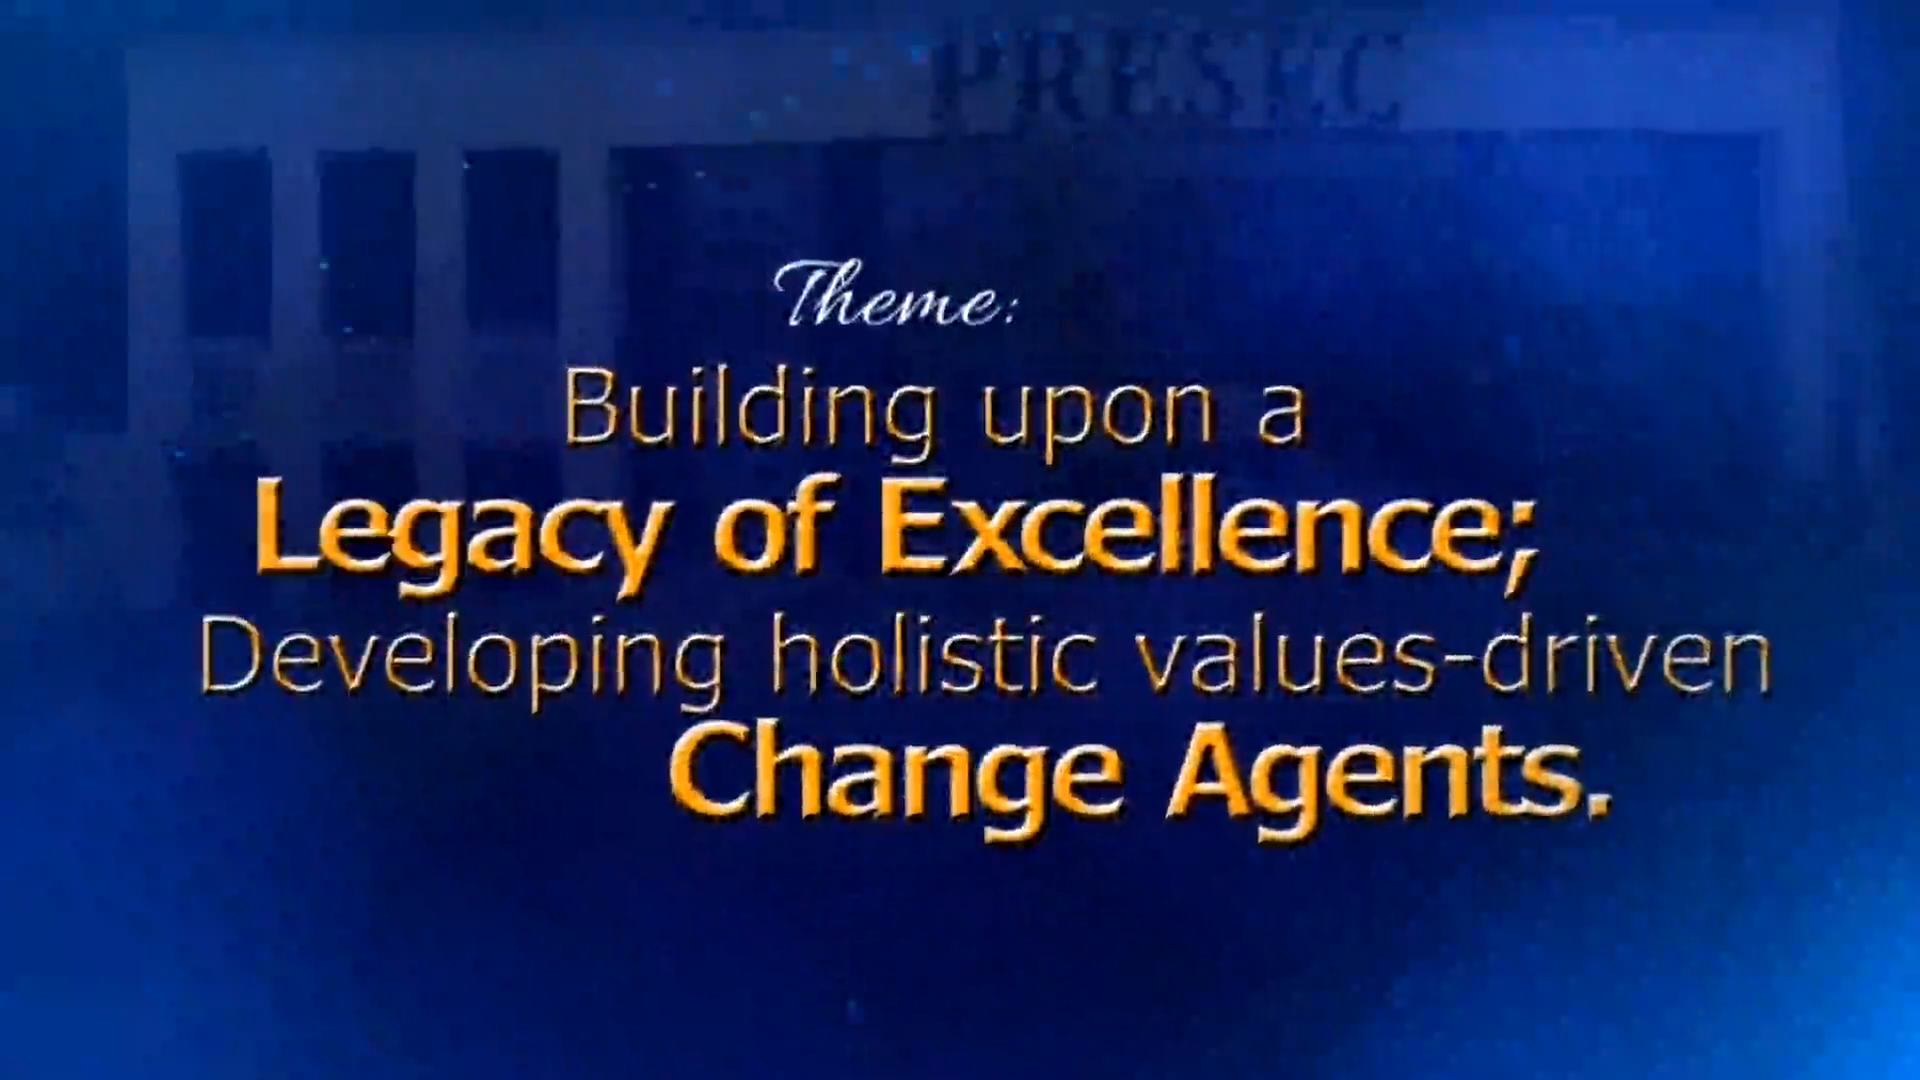 PRESEC
Theme:
Building upon a
Legacy of Excellence;
Developing holistic values-driven
Change Agents.